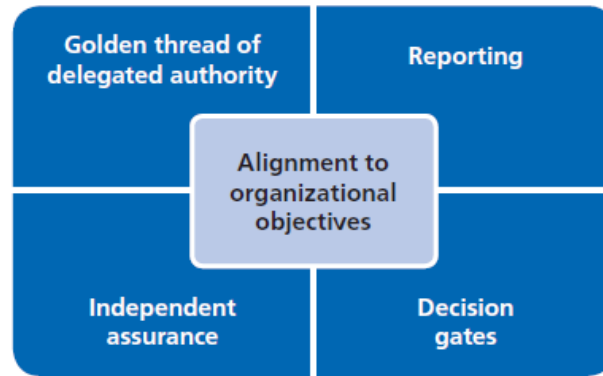 Golden thread of
delegated authority
Reporting
Alignment to
organizational
objectives
Independent
assurance
Decision
gates